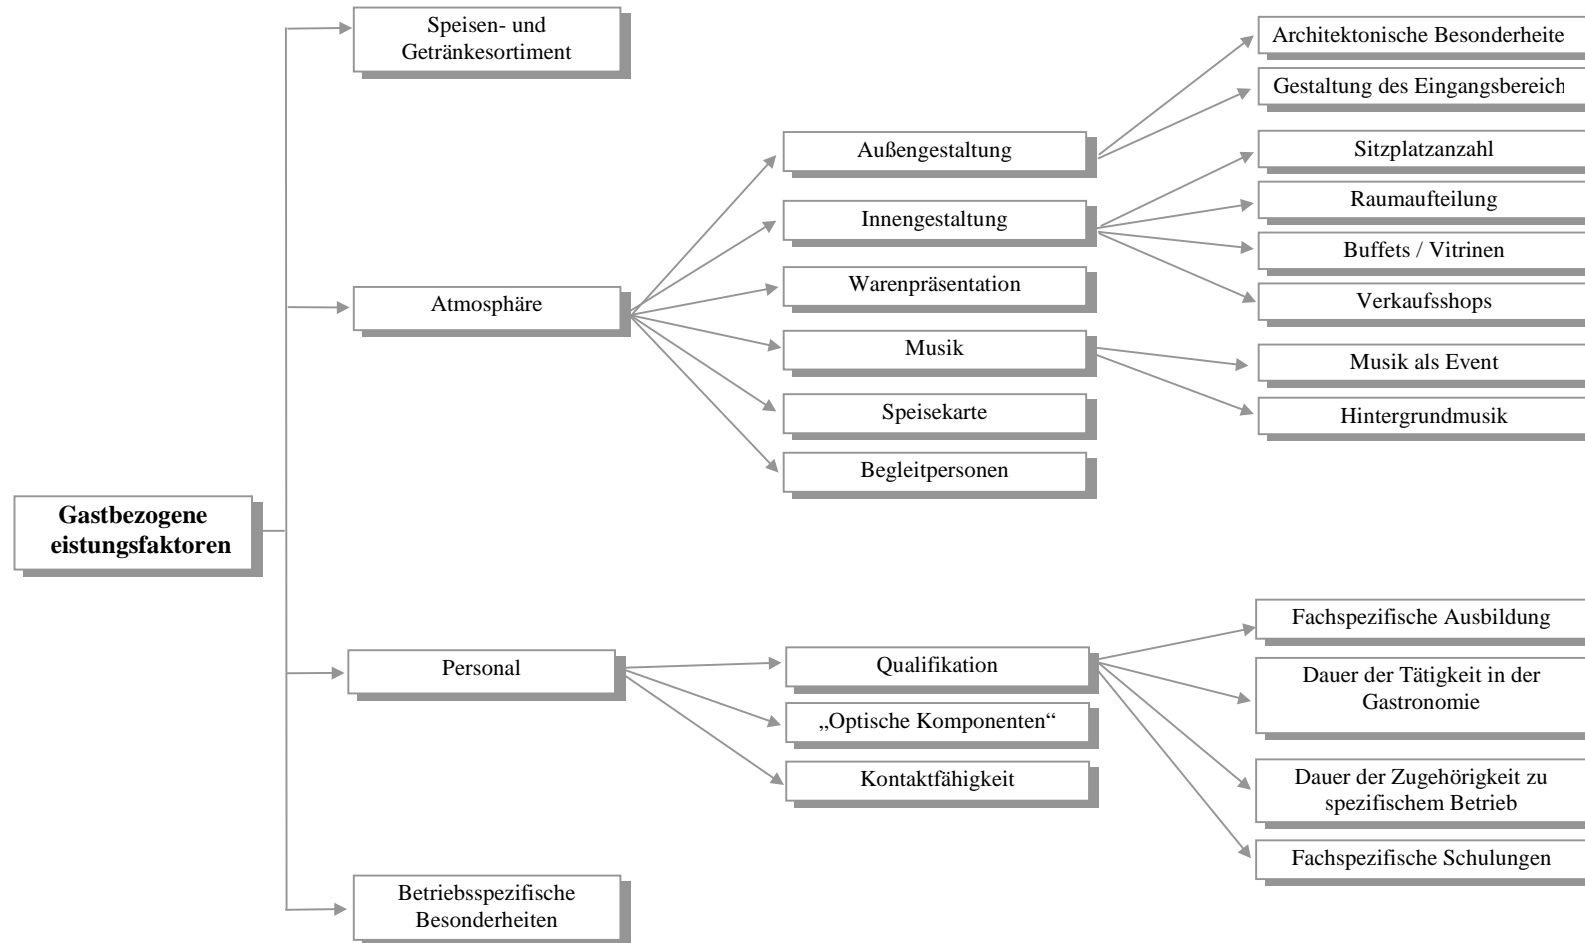 Speisen- und
Getränkesortiment
Architektonische Besonderheite
Gestaltung des Eingangsbereich
Außengestaltung
Sitzplatzanzahl
Innengestaltung
Raumaufteilung
Buffets / Vitrinen
Warenpräsentation
Atmosphäre
Verkaufsshops
Musik
Musik als Event
Speisekarte
Hintergrundmusik
Begleitpersonen
Gastbezogene
eistungsfaktoren
Fachspezifische Ausbildung
Personal
Qualifikation
Dauer der Tätigkeit in der
Gastronomie
„Optische Komponenten“
Kontaktfähigkeit
Dauer der Zugehörigkeit zu
spezifischem Betrieb
Fachspezifische Schulungen
Betriebsspezifische
Besonderheiten